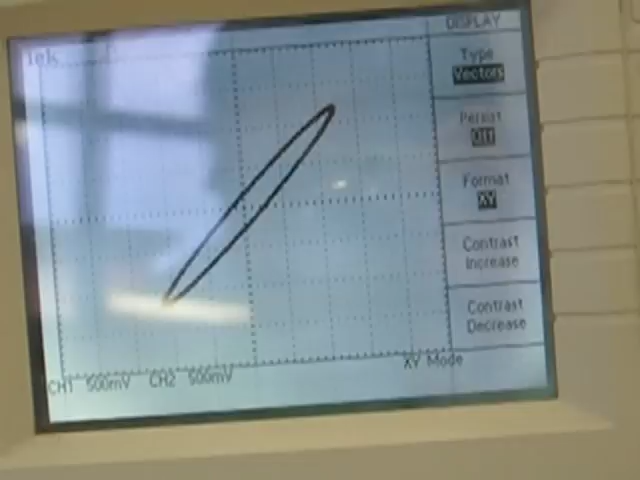 Tek
DISPLAY
Type
Vectors
Persist
Off
Format
XY
Contrast
Increase
Contrast
Decrease
CH1 500mV CH2 500mV XY Mode